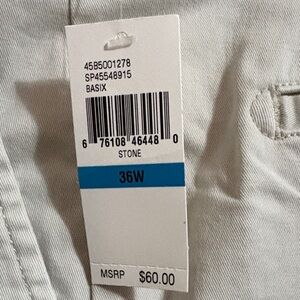 45B5001278
SP45548915
BASIX
6 76108 46448 0
STONE
36W
MSRP $60.00